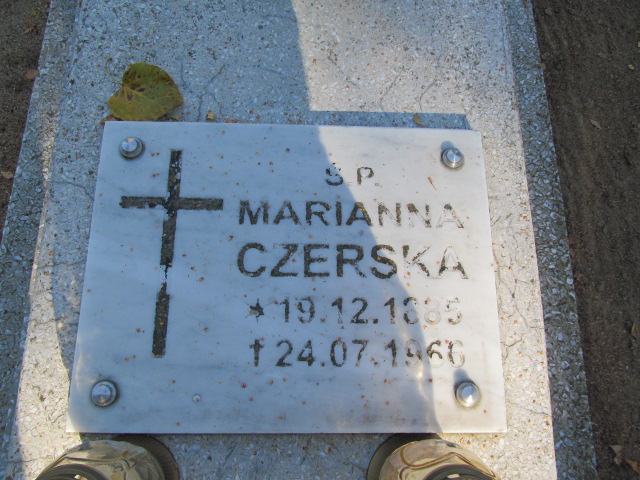 Ś.P.
MARIANNA
CZERSKA
* 19.12.1885
† 24.07.1966